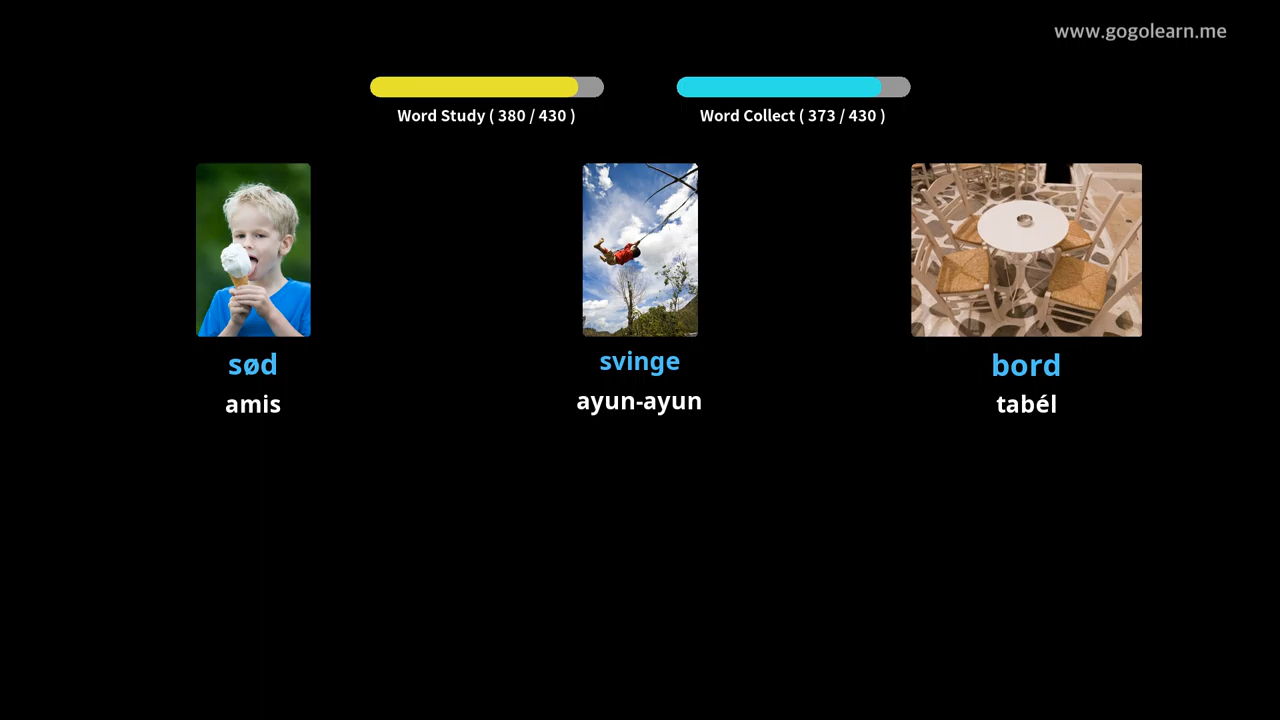 www.gogolearn.me
Word Study ( 380 / 430 )
Word Collect ( 373 / 430 )
sød
svinge
bord
amis
ayun-ayun
tabél